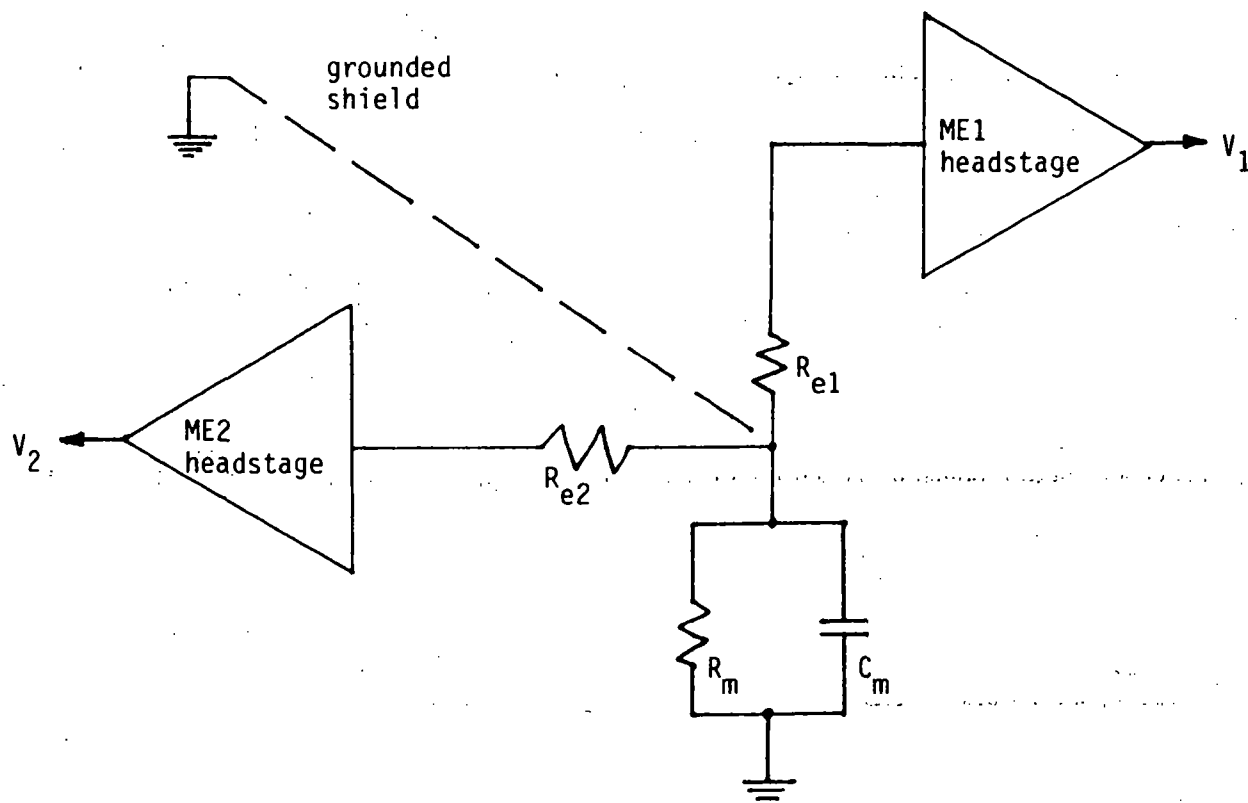 grounded
shield
ME1
headstage
V1
Re1
ME2
headstage
V2
Re2
Rm
Cm